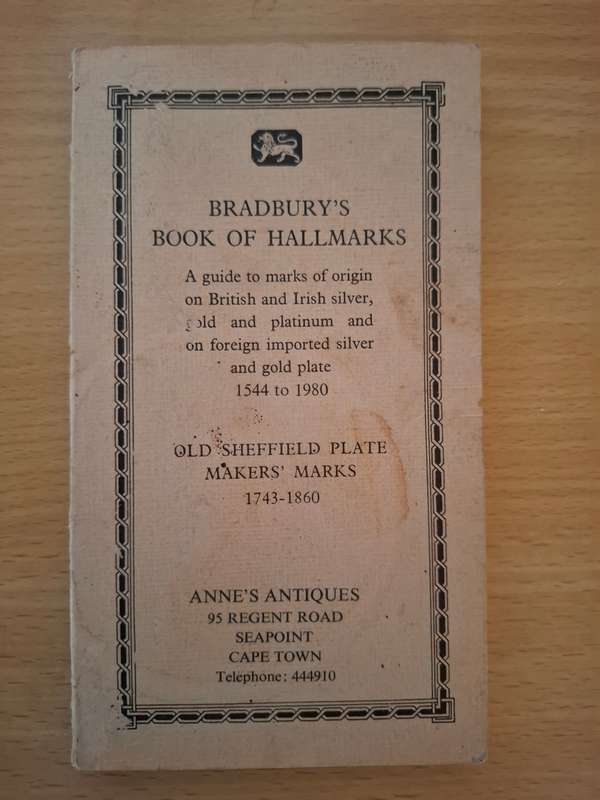 BRADBURY'S
BOOK OF HALLMARKS
A guide to marks of origin
on British and Irish silver,
gold and platinum and
on foreign imported silver
and gold plate
1544 to 1980
OLD SHEFFIELD PLATE
MAKERS' MARKS
1743-1860
ANNE'S ANTIQUES
95 REGENT ROAD
SEAPOINT
CAPE TOWN
Telephone: 444910